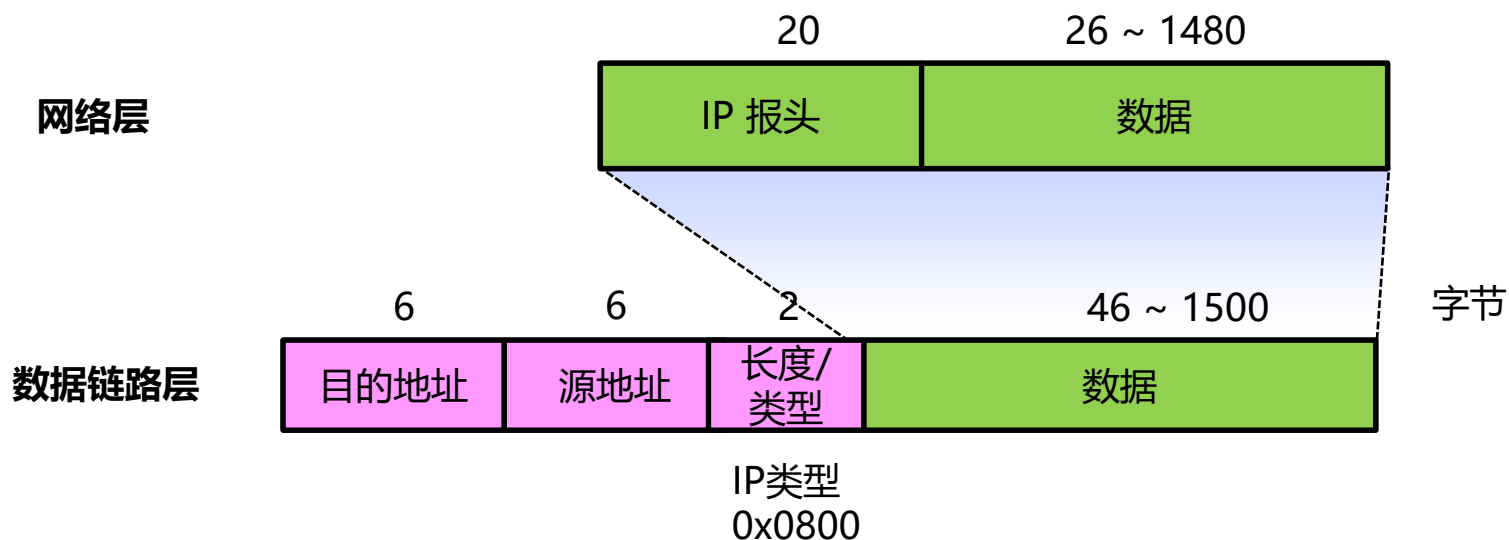 20
26 ~ 1480
网络层
IP 报头
数据
6
6
2
46 ~ 1500
字节
数据链路层
目的地址
源地址
长度/
类型
数据
IP类型
0x0800